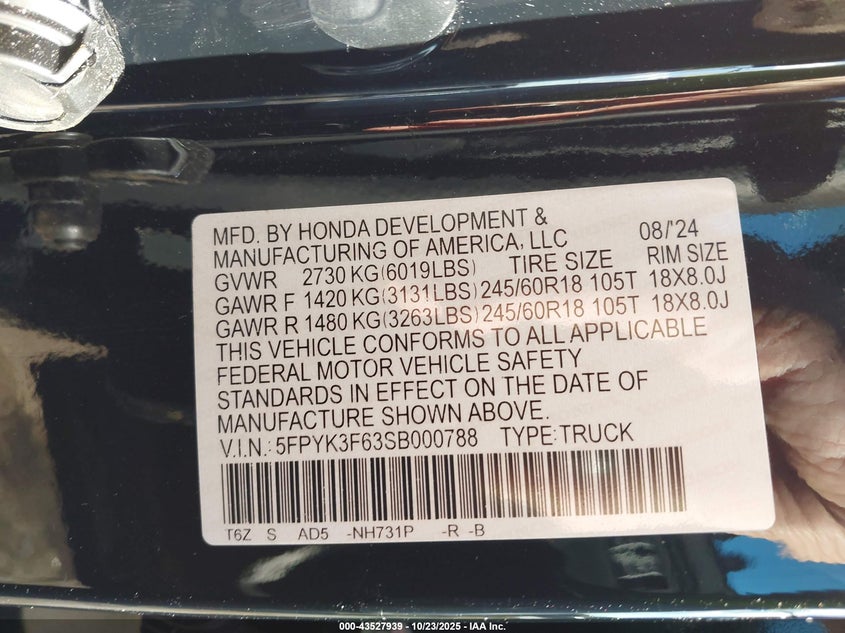 MFD. BY HONDA DEVELOPMENT &
MANUFACTURING OF AMERICA, LLC 08/'24
GVWR 2730 KG(6019LBS) TIRE SIZE RIM SIZE
GAWR F 1420 KG(3131LBS) 245/60R18 105T 18X8.0J
GAWR R 1480 KG(3263LBS) 245/60R18 105T 18X8.0J
THIS VEHICLE CONFORMS TO ALL APPLICABLE
FEDERAL MOTOR VEHICLE SAFETY
STANDARDS IN EFFECT ON THE DATE OF
MANUFACTURE SHOWN ABOVE.
V.I.N.: 5FPYK3F63SB000788 TYPE:TRUCK
T6Z S AD5 -NH731P -R -B
000-43527939 - 10/23/2025 - IAA Inc.